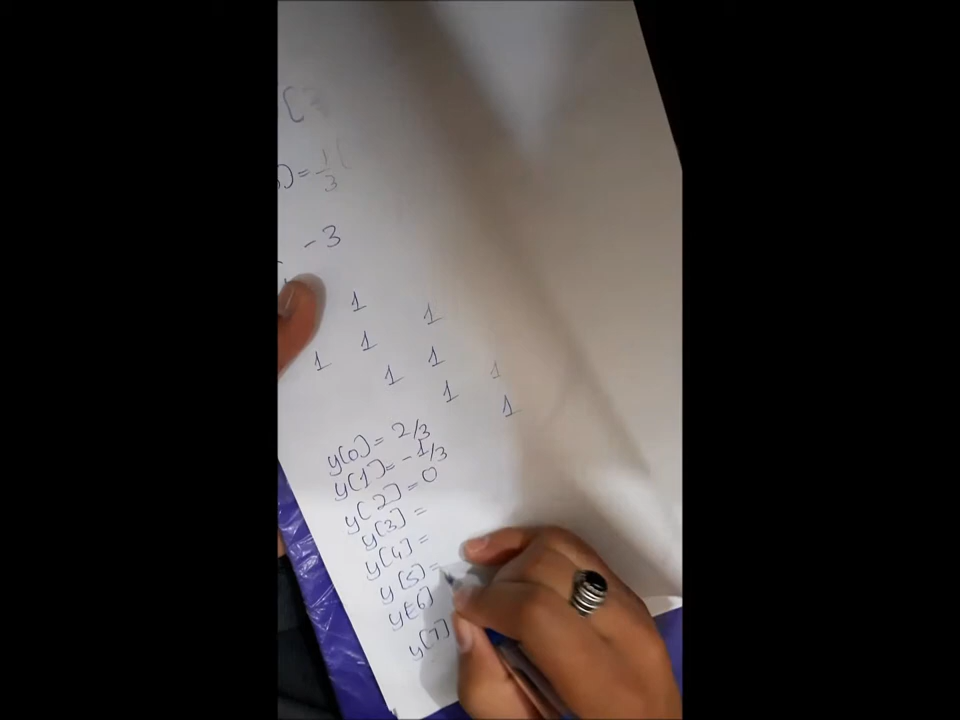 [
) = 1/3 (
-3
1 1
1 1 1
1 1 1
1
y[0] = 2/3
y[1] = -1/3
y[2] = 0
y[3] =
y[4] =
y[5] =
y[6]
y[7]